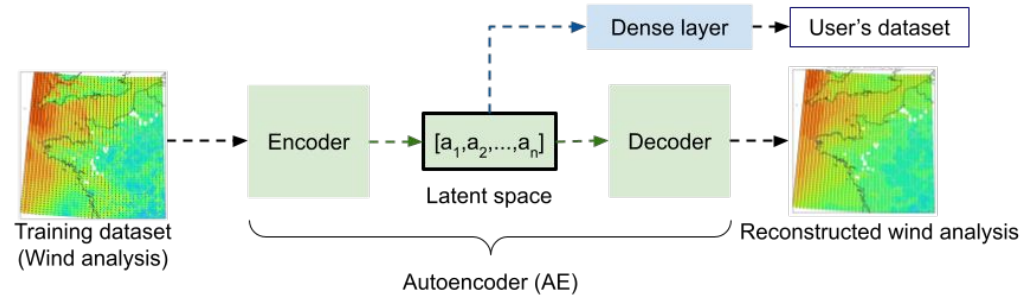 Dense layer
User's dataset
Encoder
[a1,a2,...,an]
Decoder
Latent space
Training dataset
(Wind analysis)
Reconstructed wind analysis
Autoencoder (AE)